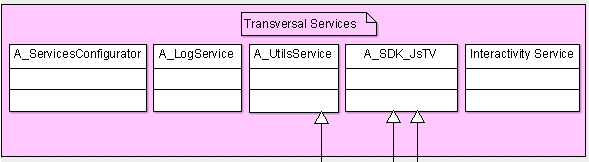 Transversal Services
A_ServicesConfigurator
A_LogService
A_UtilsService
A_SDK_JsTV
Interactivity Service